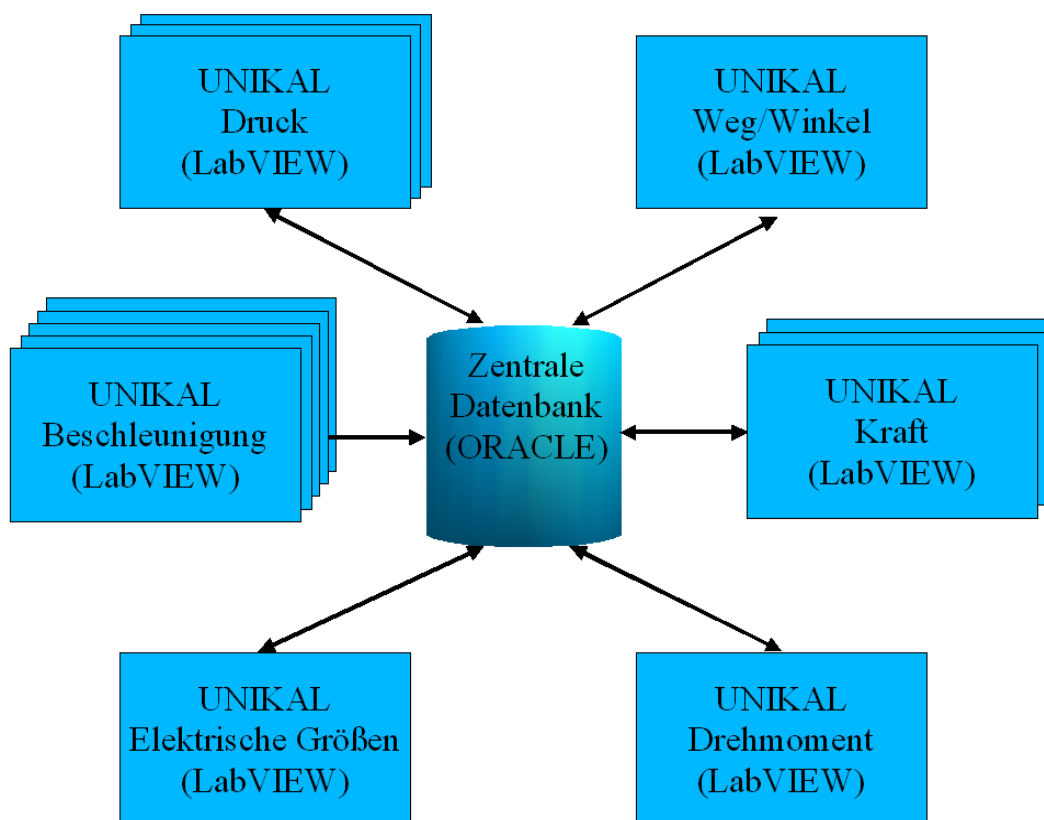 UNIKAL
Druck
(LabVIEW)
UNIKAL
Weg/Winkel
(LabVIEW)
UNIKAL
Beschleunigung
(LabVIEW)
Zentrale
Datenbank
(ORACLE)
UNIKAL
Kraft
(LabVIEW)
UNIKAL
Elektrische Größen
(LabVIEW)
UNIKAL
Drehmoment
(LabVIEW)